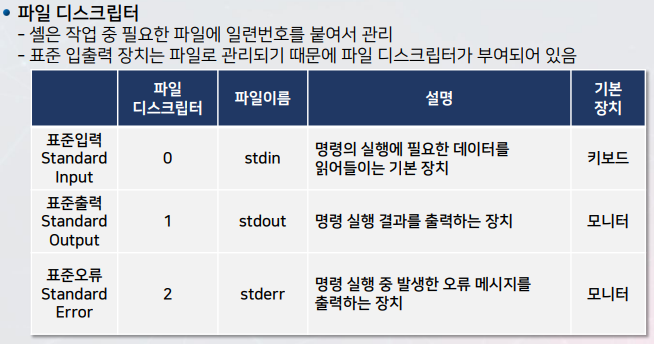 • 파일 디스크립터
- 셸은 작업 중 필요한 파일에 일련번호를 붙여서 관리
- 표준 입출력 장치는 파일로 관리되기 때문에 파일 디스크립터가 부여되어 있음
파일
디스크립터
파일이름
설명
기본
장치
표준입력
Standard
Input
0
stdin
명령의 실행에 필요한 데이터를
읽어들이는 기본 장치
키보드
표준출력
Standard
Output
1
stdout
명령 실행 결과를 출력하는 장치
모니터
표준오류
Standard
Error
2
stderr
명령 실행 중 발생한 오류 메시지를
출력하는 장치
모니터